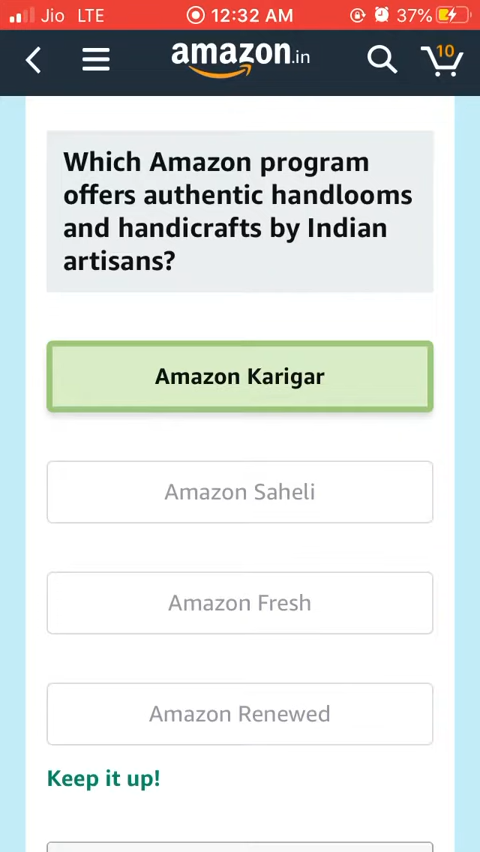 Jio LTE 12:32 AM 37%
amazon.in 10
Which Amazon program
offers authentic handlooms
and handicrafts by Indian
artisans?
Amazon Karigar
Amazon Saheli
Amazon Fresh
Amazon Renewed
Keep it up!